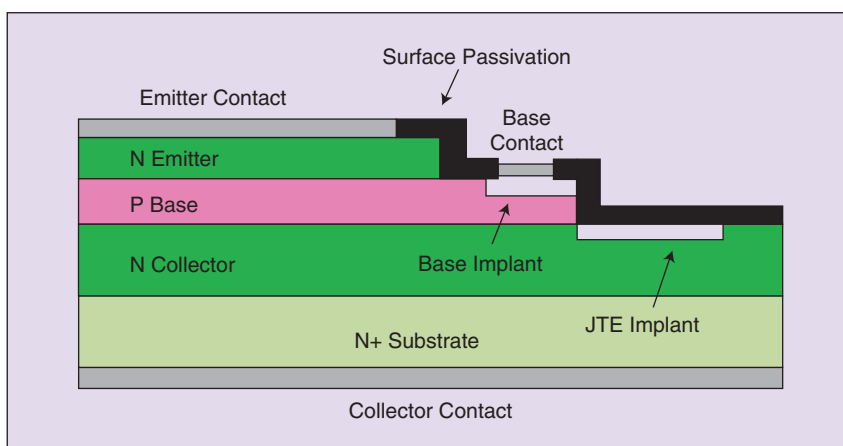 Surface Passivation
Emitter Contact
Base
Contact
N Emitter
P Base
N Collector
Base Implant
JTE Implant
N+ Substrate
Collector Contact